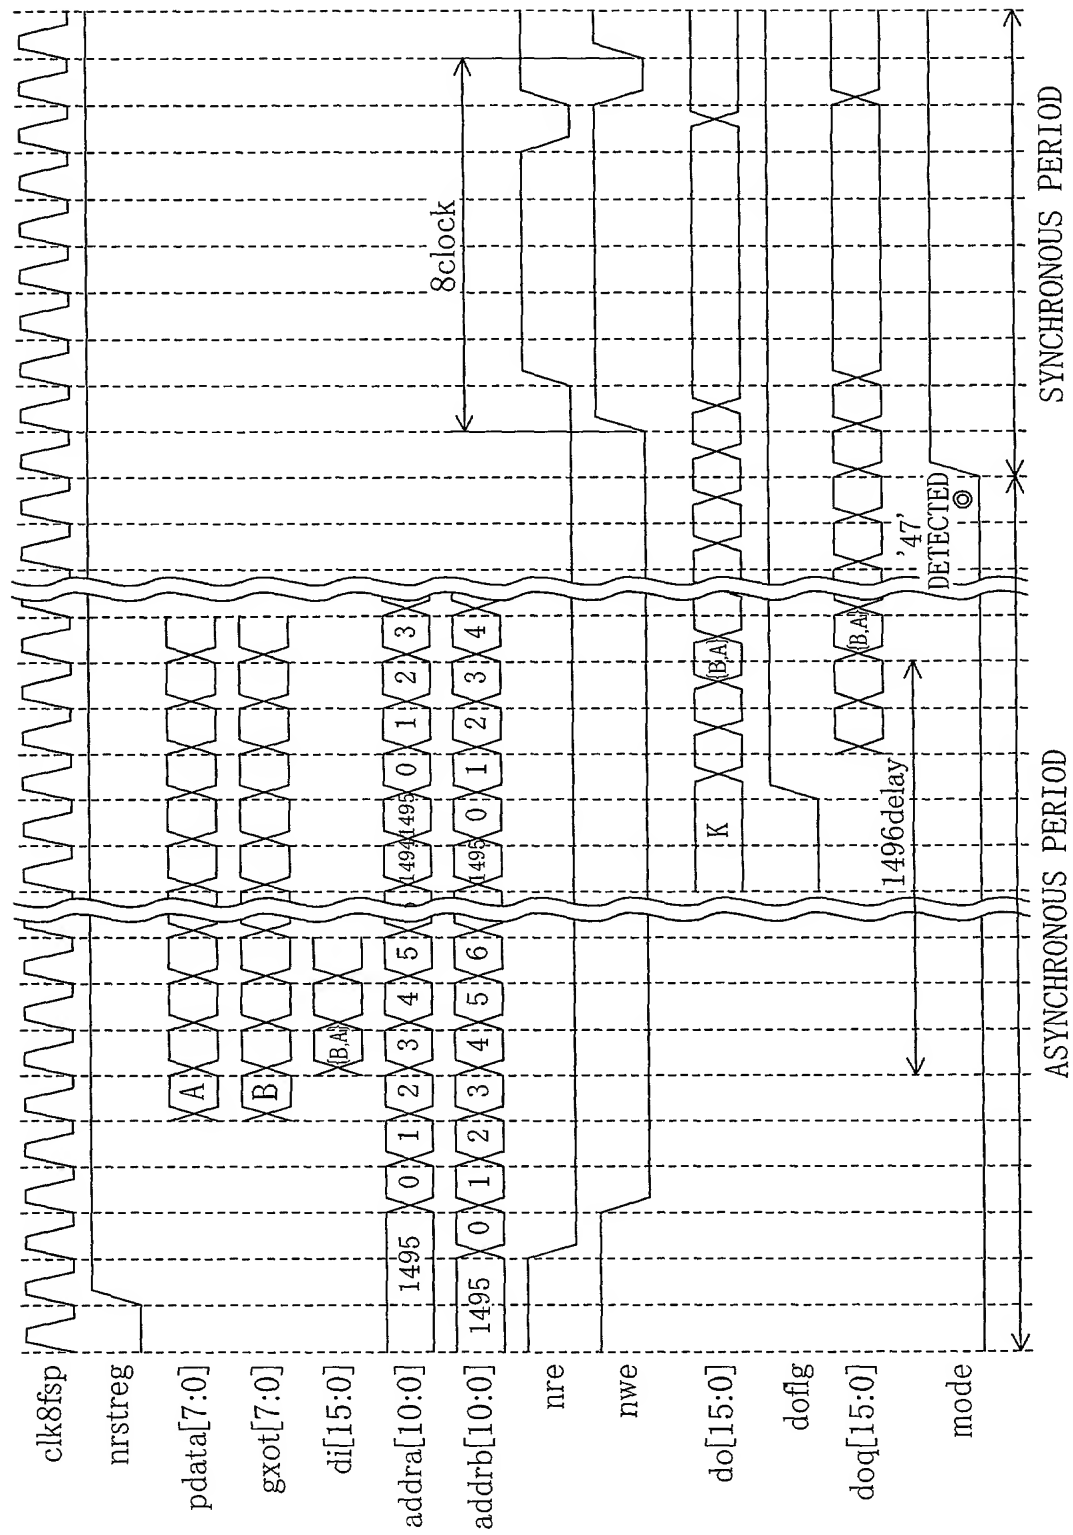 clk8fsp
nrstreg
pdata[7:0] A
gxot[7:0] B
di[15:0] {B,A}
addra[10:0] 1495 0 1 2 3 4 5 1494 1495 0 1 2 3
addrb[10:0] 1495 0 1 2 3 4 5 6 1495 0 1 2 3 4
8clock
nre
nwe
do[15:0] K {B,A}
doflg
doq[15:0] {B,A}
1496delay
'47'
DETECTED
mode
ASYNCHRONOUS PERIOD
SYNCHRONOUS PERIOD